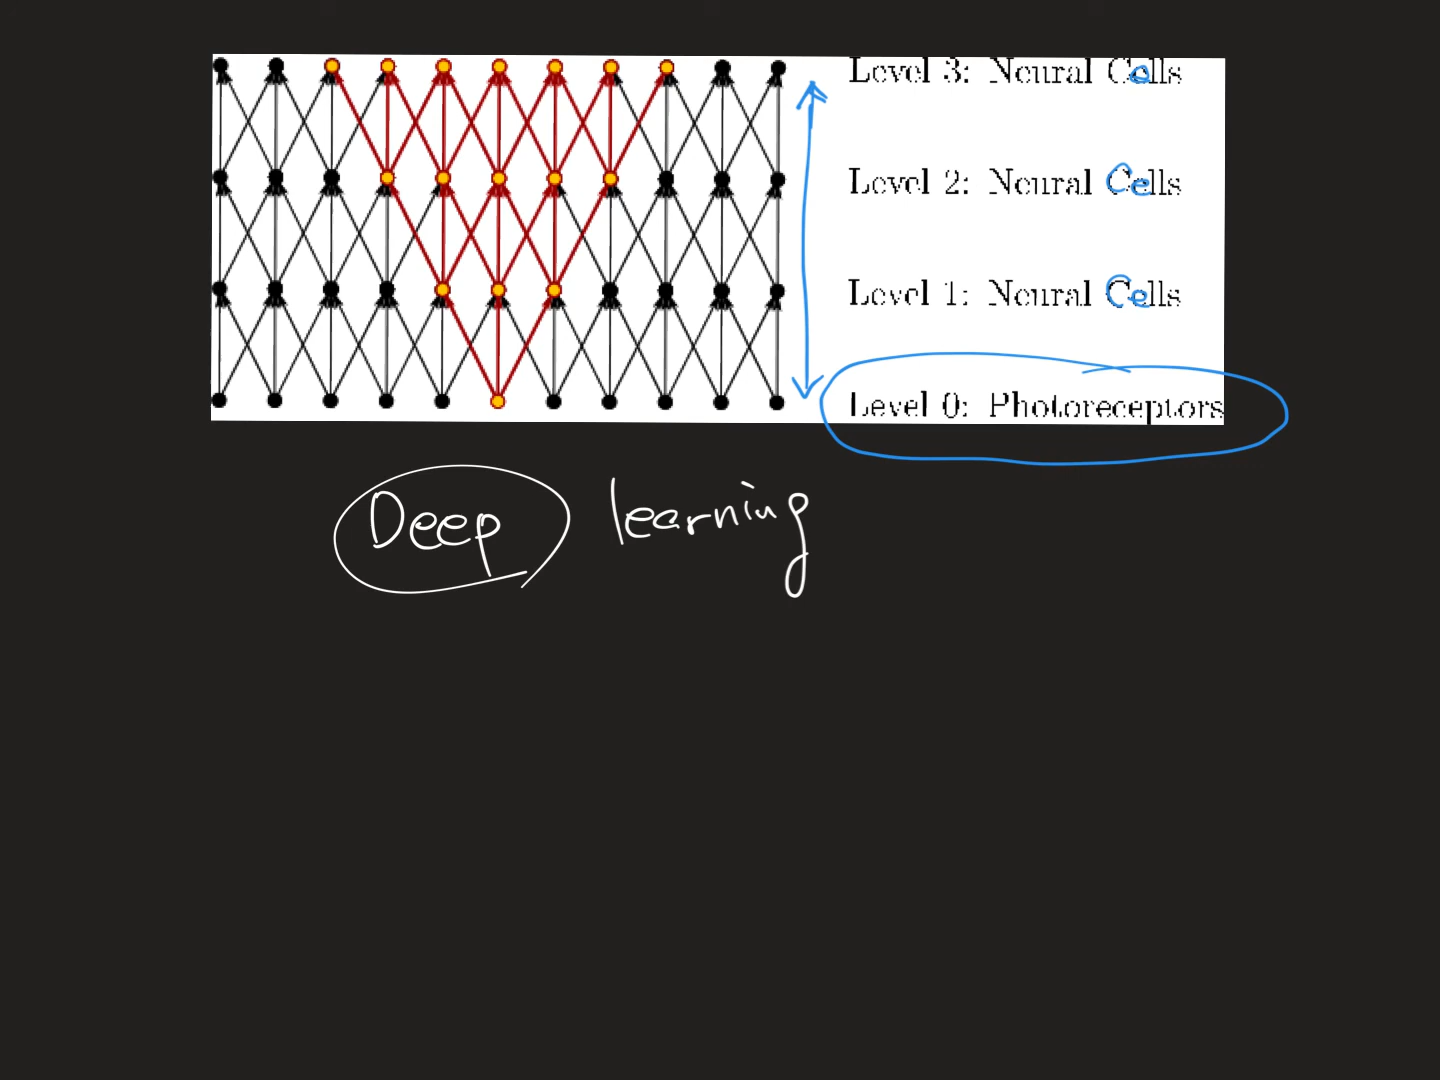 Level 3: Neural Cells
Level 2: Neural Cells
Level 1: Neural Cells
Level 0: Photoreceptors
Deep learning